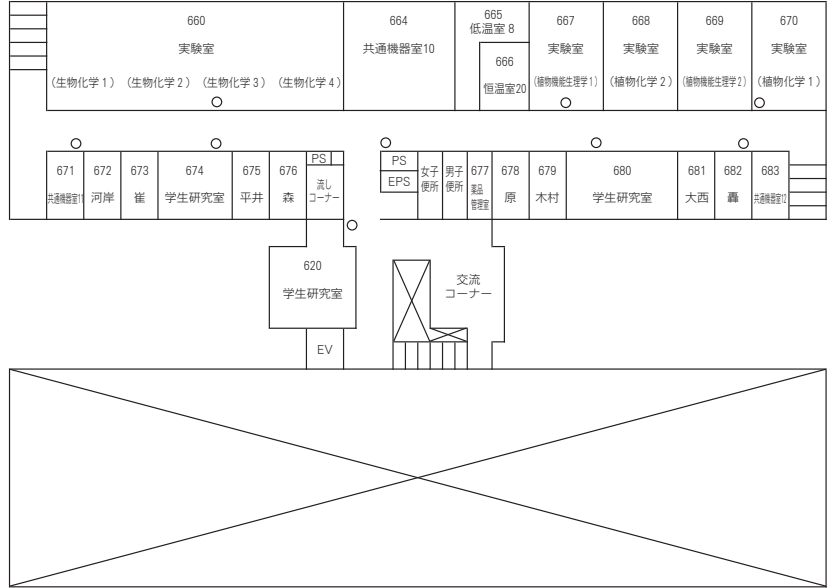 660
実験室
(生物化学1) (生物化学2) (生物化学3) (生物化学4)
664
共通機器室10
665
低温室8
666
恒温室20
667
実験室
(植物機能生理学1)
668
実験室
(植物化学2)
669
実験室
(植物機能生理学2)
670
実験室
(植物化学1)
671
共通機器室11
672
河岸
673
崔
674
学生研究室
675
平井
676
森
PS
流し
コーナー
PS
EPS
女子
便所
男子
便所
677
薬品
管理室
678
原
679
木村
680
学生研究室
681
大西
682
轟
683
共通機器室12
620
学生研究室
交流
コーナー
EV